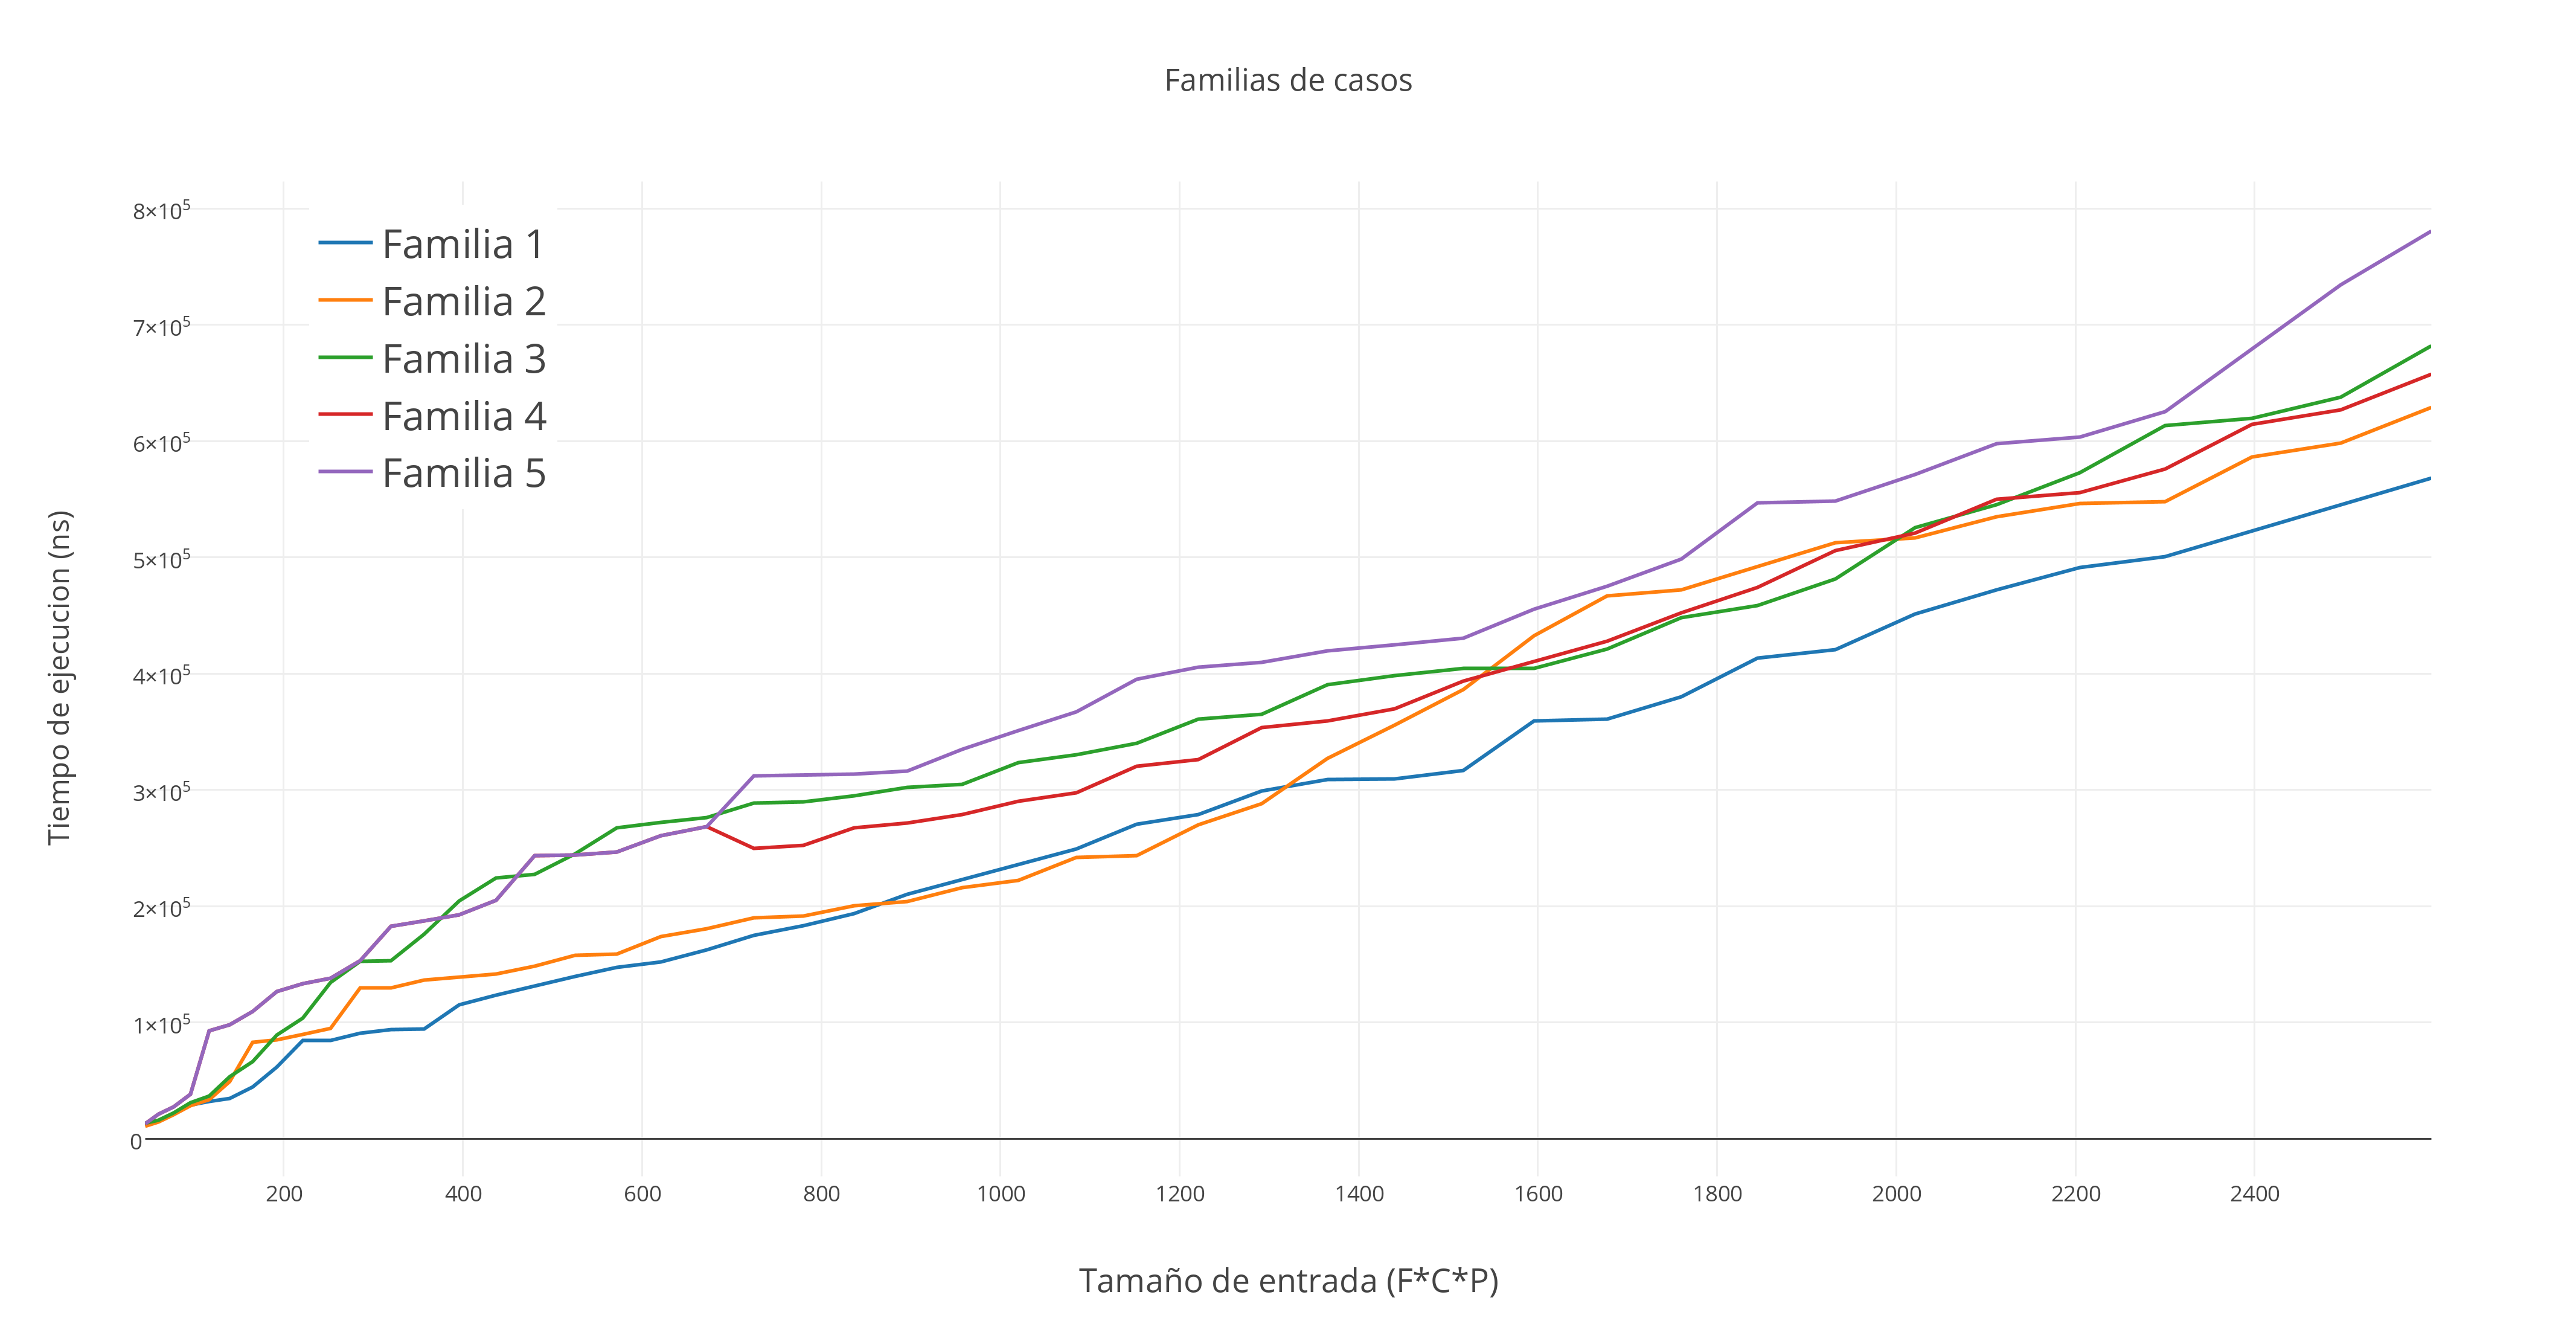 Familias de casos
8×10⁵
7×10⁵
6×10⁵
5×10⁵
4×10⁵
3×10⁵
2×10⁵
1×10⁵
0
Familia 1
Familia 2
Familia 3
Familia 4
Familia 5
Tiempo de ejecucion (ns)
200 400 600 800 1000 1200 1400 1600 1800 2000 2200 2400
Tamaño de entrada (F*C*P)